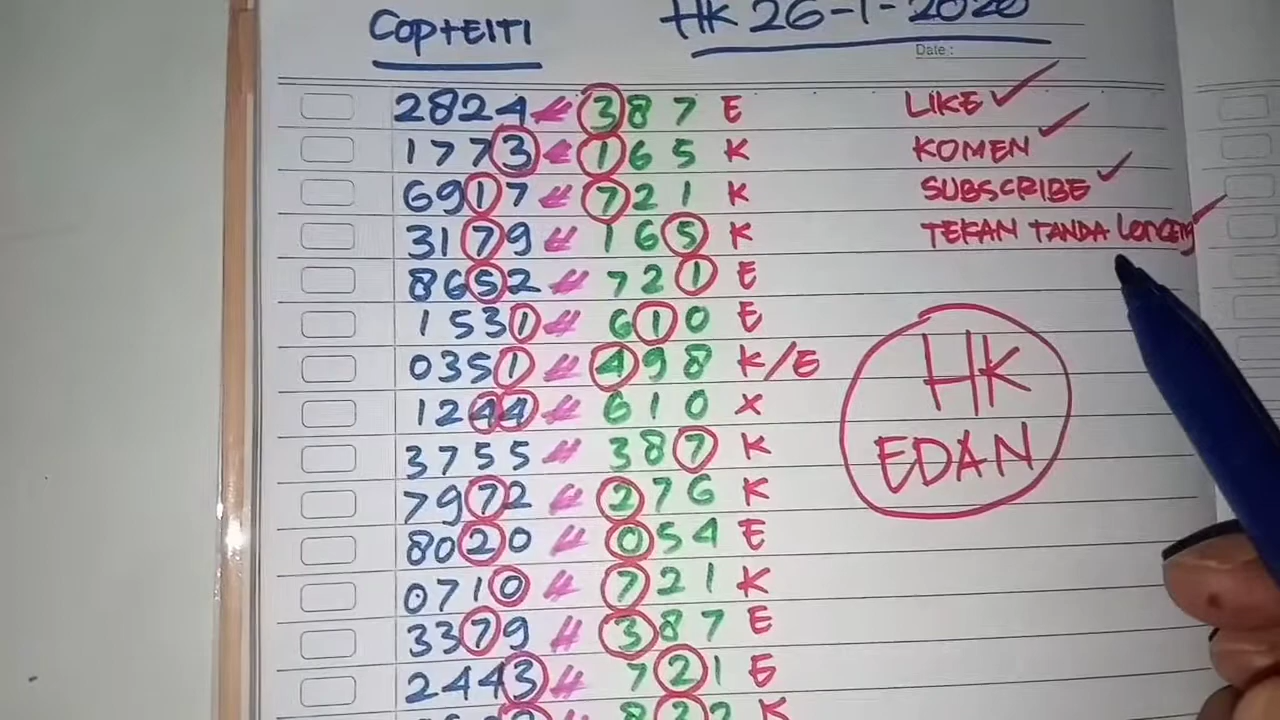 COPTEITI HK 26-1-2020
Date :
2824 387 E LIKE
1773 165 K KOMEN
6917 721 K SUBSCRIBE
3179 165 K TEKAN TANDA LONCENG
8652 721 E
1531 610 E
0351 498 K/E HK
1244 610 X
3755 387 K EDAN
7972 276 K
8020 054 E
0710 721 K
3379 387 E
2443 721 E
K